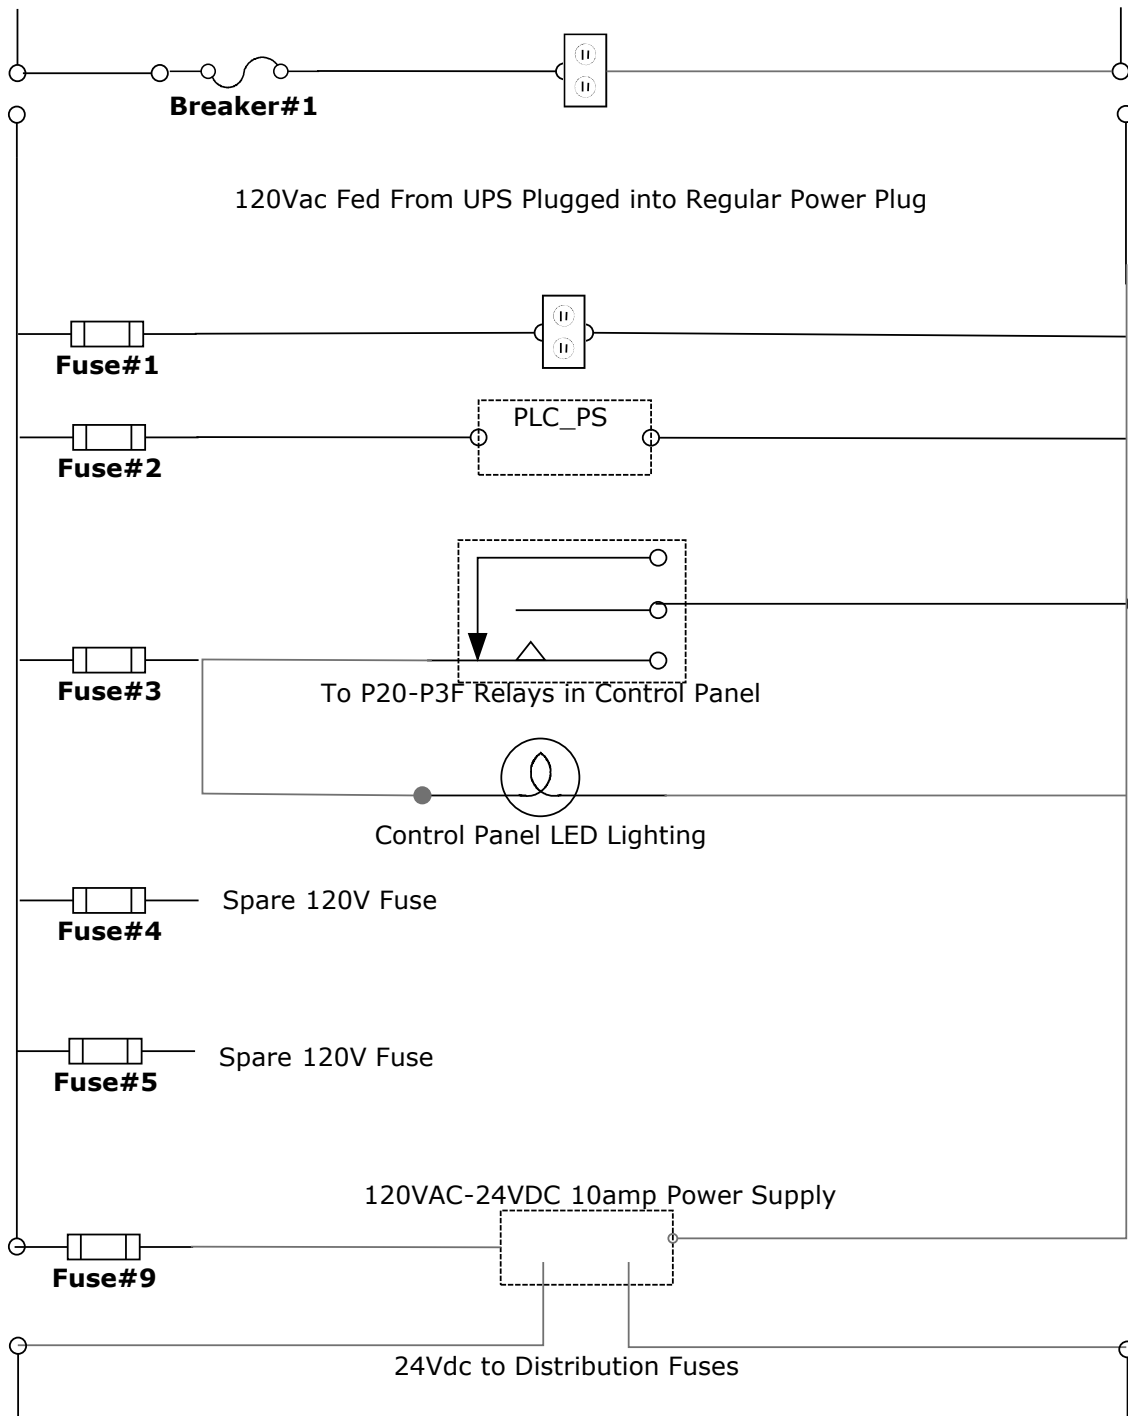 Breaker#1
120Vac Fed From UPS Plugged into Regular Power Plug
Fuse#1
PLC_PS
Fuse#2
Fuse#3
To P20-P3F Relays in Control Panel
Control Panel LED Lighting
Spare 120V Fuse
Fuse#4
Spare 120V Fuse
Fuse#5
120VAC-24VDC 10amp Power Supply
Fuse#9
24Vdc to Distribution Fuses